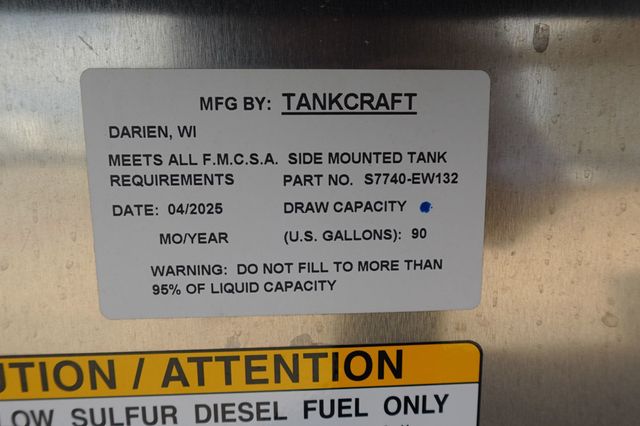 MFG BY: TANKCRAFT
DARIEN, WI
MEETS ALL F.M.C.S.A. SIDE MOUNTED TANK
REQUIREMENTS PART NO. S7740-EW132
DATE: 04/2025 DRAW CAPACITY
MO/YEAR (U.S. GALLONS): 90
WARNING: DO NOT FILL TO MORE THAN
95% OF LIQUID CAPACITY
UTION / ATTENTION
LOW SULFUR DIESEL FUEL ONLY